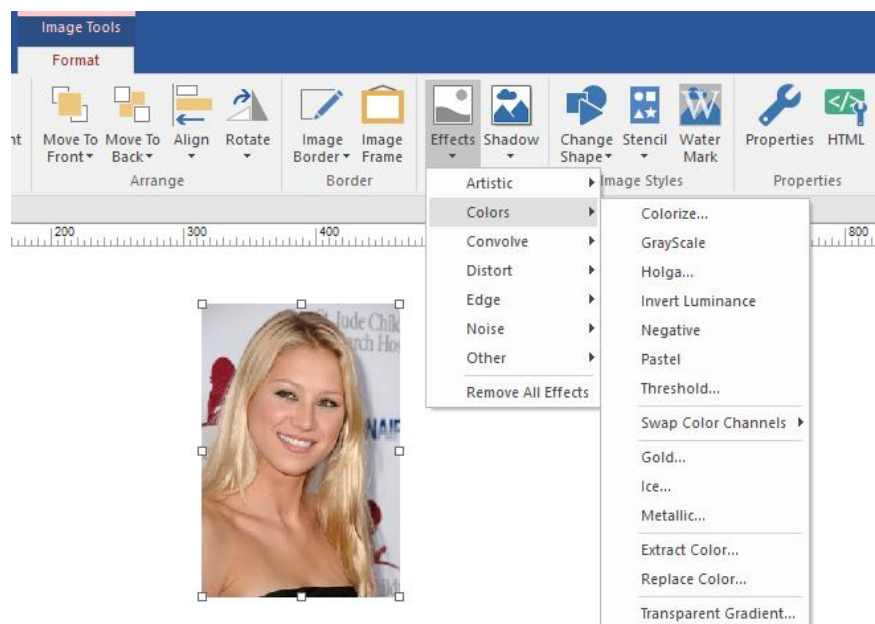 Image Tools
Format
nt Move To Move To Align Rotate Image Image Effects Shadow Change Stencil Water Properties HTML
Front Back Border Frame Shape Mark
Arrange Border Image Styles Properties
200 300 400 800
Artistic
Colors
Convolve
Distort
Edge
Noise
Other
Remove All Effects
Colorize...
GrayScale
Holga...
Invert Luminance
Negative
Pastel
Threshold...
Swap Color Channels
Gold...
Ice...
Metallic...
Extract Color...
Replace Color...
Transparent Gradient...
St. Jude Chil
rch Hos
NAIF